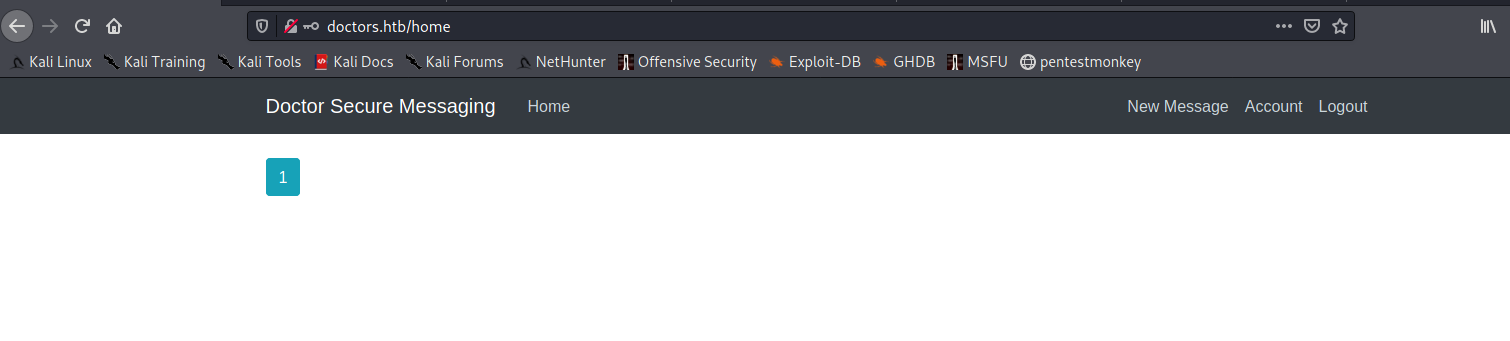 doctors.htb/home
Kali Linux Kali Training Kali Tools Kali Docs Kali Forums NetHunter Offensive Security Exploit-DB GHDB MSFU pentestmonkey
Doctor Secure Messaging Home New Message Account Logout
1